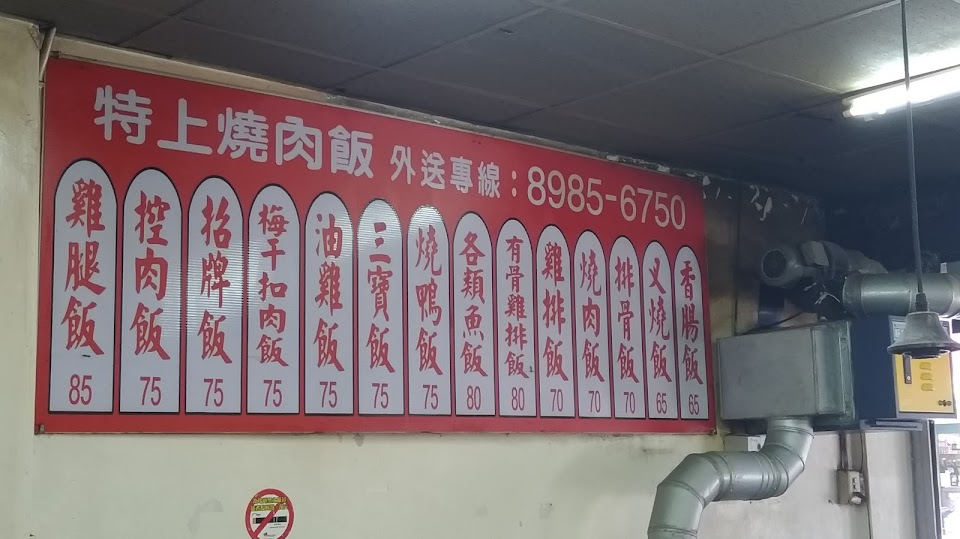 特上燒肉飯 外送專線：8985-6750
雞腿飯 85
控肉飯 75
招牌飯 75
梅干扣肉飯 75
油雞飯 75
三寶飯 75
燒鴨飯 75
各類魚飯 80
有骨雞排飯 80
雞排飯 70
燒肉飯 70
排骨飯 70
叉燒飯 65
香腸飯 65